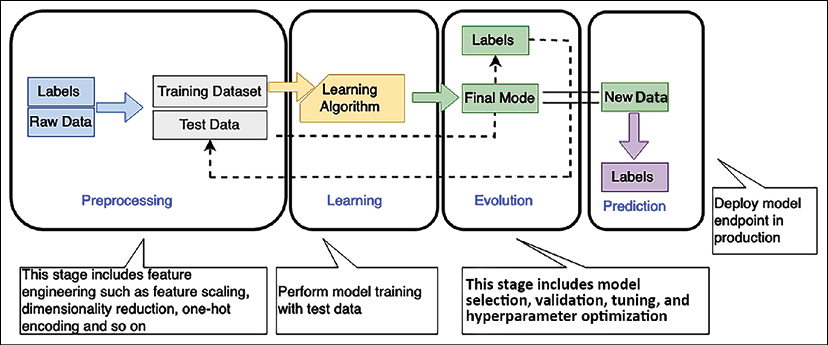 Labels
Raw Data
Training Dataset
Test Data
Preprocessing
Learning
Algorithm
Learning
Labels
Final Mode
Evolution
New Data
Labels
Prediction
Deploy model
endpoint in
production
This stage includes feature
engineering such as feature scaling,
dimensionality reduction, one-hot
encoding and so on
Perform model training
with test data
This stage includes model
selection, validation, tuning, and
hyperparameter optimization